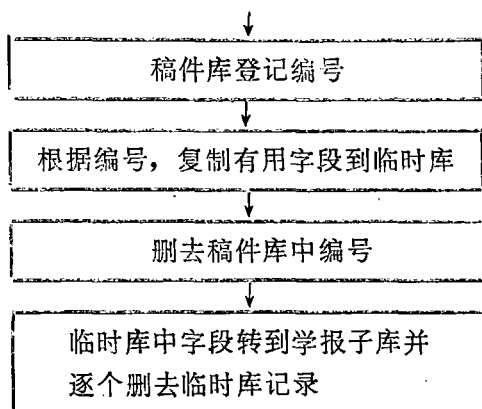 稿件库登记编号
根据编号，复制有用字段到临时库
删去稿件库中编号
临时库中字段转到学报子库并
逐个删去临时库记录